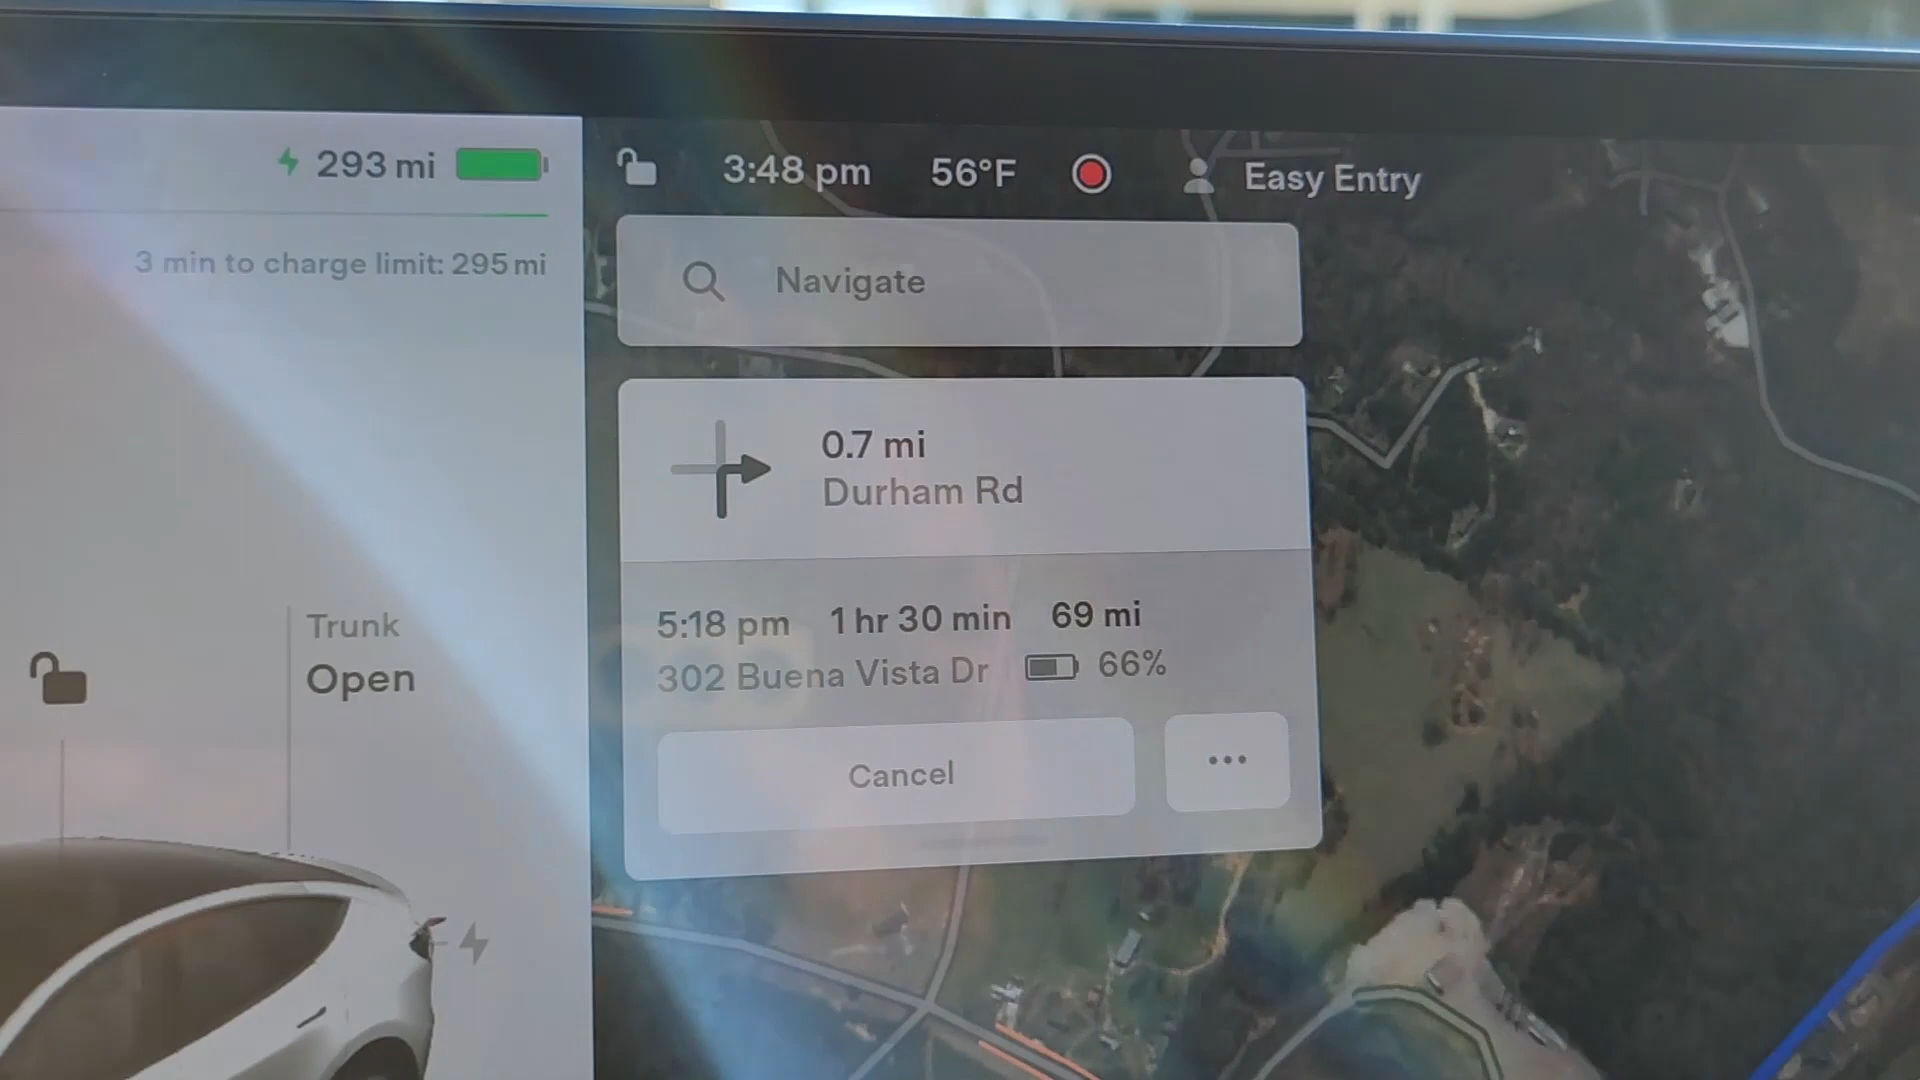 293 mi
3 min to charge limit: 295 mi
Trunk
Open
3:48 pm 56°F Easy Entry
Navigate
0.7 mi
Durham Rd
5:18 pm 1 hr 30 min 69 mi
302 Buena Vista Dr 66%
Cancel